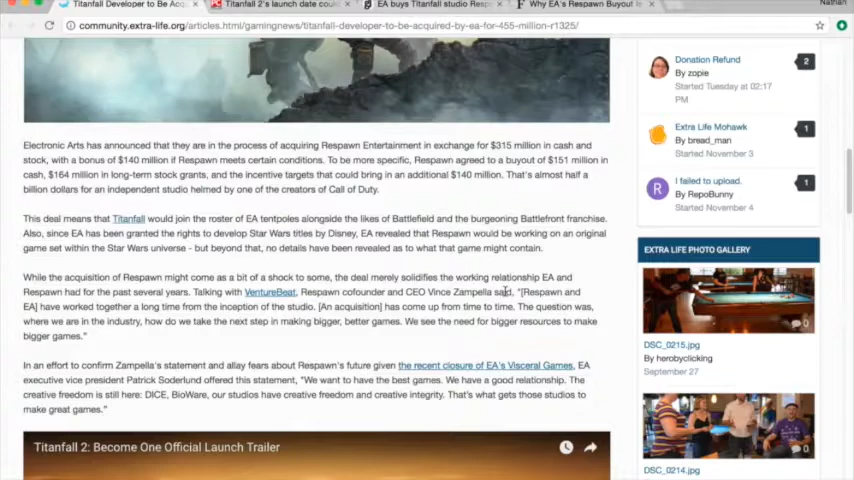 Titanfall Developer to Be Acq
Titanfall 2's launch date could
EA buys Titanfall studio Resp
Why EA's Respawn Buyout Is
Nathan
community.extra-life.org/articles.html/gamingnews/titanfall-developer-to-be-acquired-by-ea-for-455-million-r1325/
Electronic Arts has announced that they are in the process of acquiring Respawn Entertainment in exchange for $315 million in cash and
stock, with a bonus of $140 million if Respawn meets certain conditions. To be more specific, Respawn agreed to a buyout of $151 million in
cash, $164 million in long-term stock grants, and the incentive targets that could bring in an additional $140 million. That's almost half a
billion dollars for an independent studio helmed by one of the creators of Call of Duty.
This deal means that Titanfall would join the roster of EA tentpoles alongside the likes of Battlefield and the burgeoning Battlefront franchise.
Also, since EA has been granted the rights to develop Star Wars titles by Disney, EA revealed that Respawn would be working on an original
game set within the Star Wars universe - but beyond that, no details have been revealed as to what that game might contain.
While the acquisition of Respawn might come as a bit of a shock to some, the deal merely solidifies the working relationship EA and
Respawn had for the past several years. Talking with VentureBeat, Respawn cofounder and CEO Vince Zampella said, "[Respawn and
EA] have worked together a long time from the inception of the studio. [An acquisition] has come up from time to time. The question was,
where we are in the industry, how do we take the next step in making bigger, better games. We see the need for bigger resources to make
bigger games."
In an effort to confirm Zampella's statement and allay fears about Respawn's future given the recent closure of EA's Visceral Games, EA
executive vice president Patrick Soderlund offered this statement, "We want to have the best games. We have a good relationship. The
creative freedom is still here: DICE, BioWare, our studios have creative freedom and creative integrity. That's what gets those studios to
make great games."
Titanfall 2: Become One Official Launch Trailer
Donation Refund
2
By zopie
Started Tuesday at 02:17
PM
Extra Life Mohawk
1
By bread_man
Started November 3
R
I failed to upload.
1
By RepoBunny
Started November 4
EXTRA LIFE PHOTO GALLERY
0
DSC_0215.jpg
By herobyclicking
September 27
0
DSC_0214.jpg